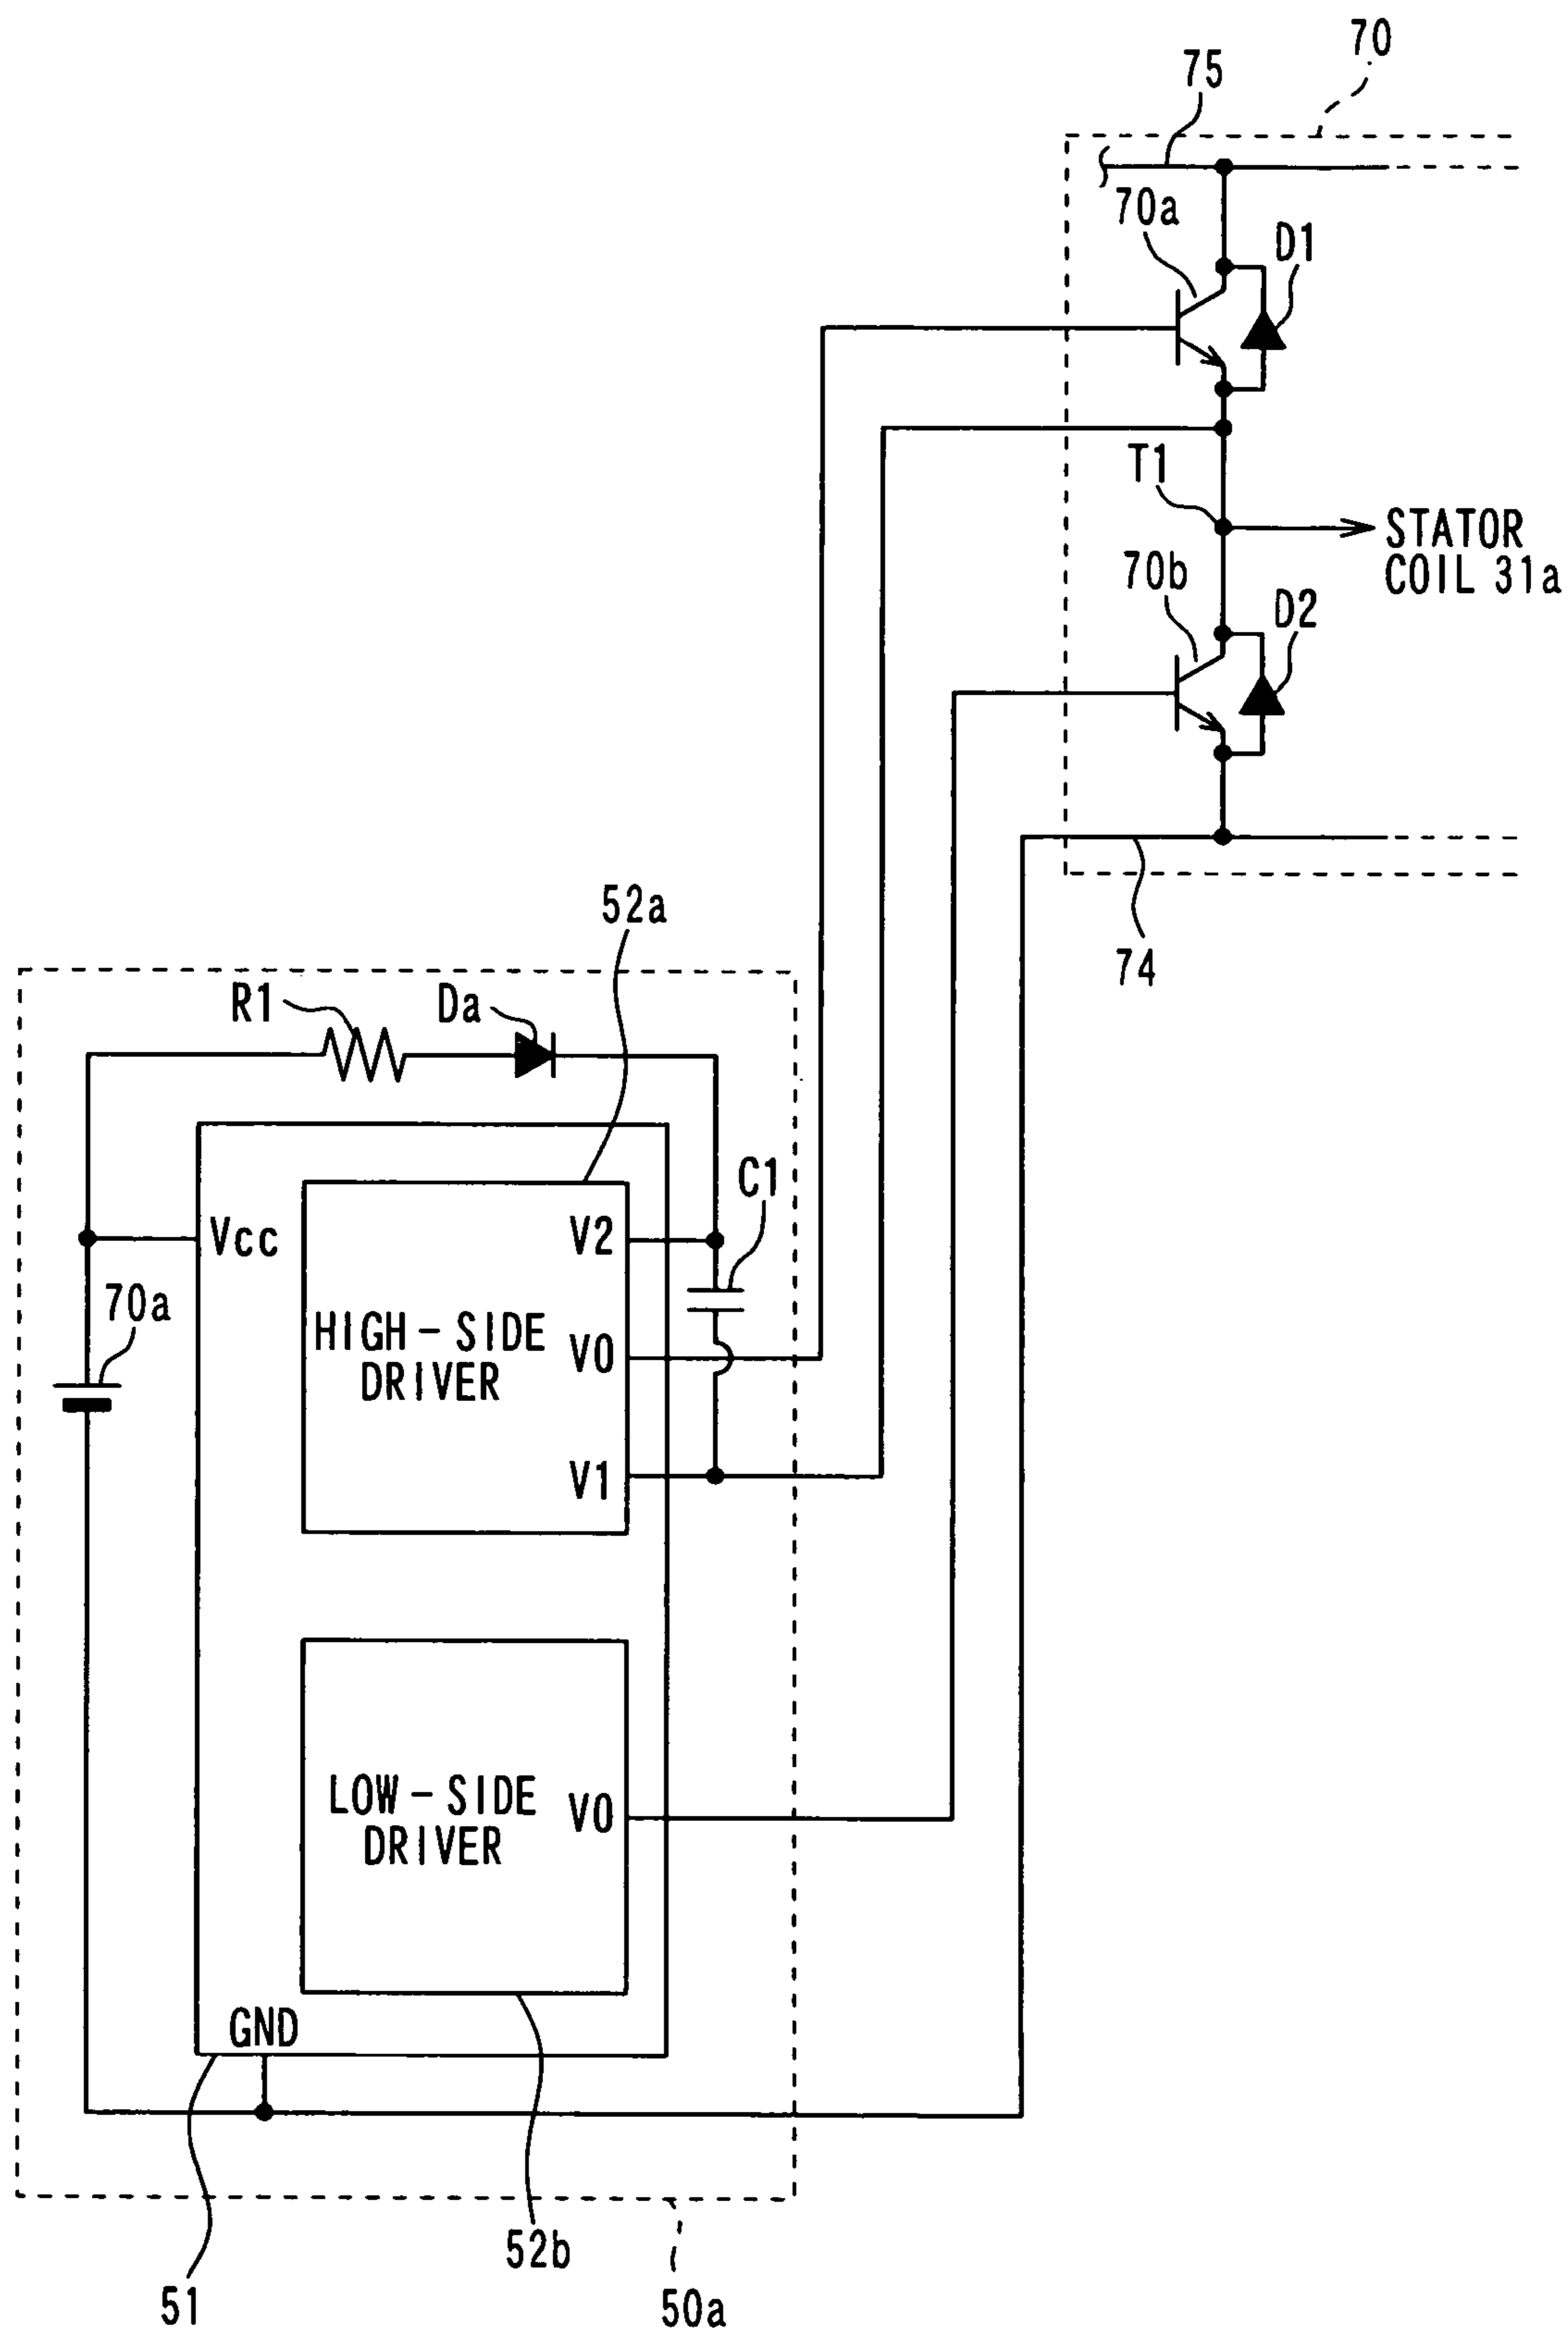 70
75
70a
D1
T1
STATOR
COIL 31a
70b
D2
74
52a
R1
Da
C1
Vcc
V2
70a
HIGH-SIDE
DRIVER
V0
V1
LOW-SIDE
DRIVER
V0
GND
52b
51
50a